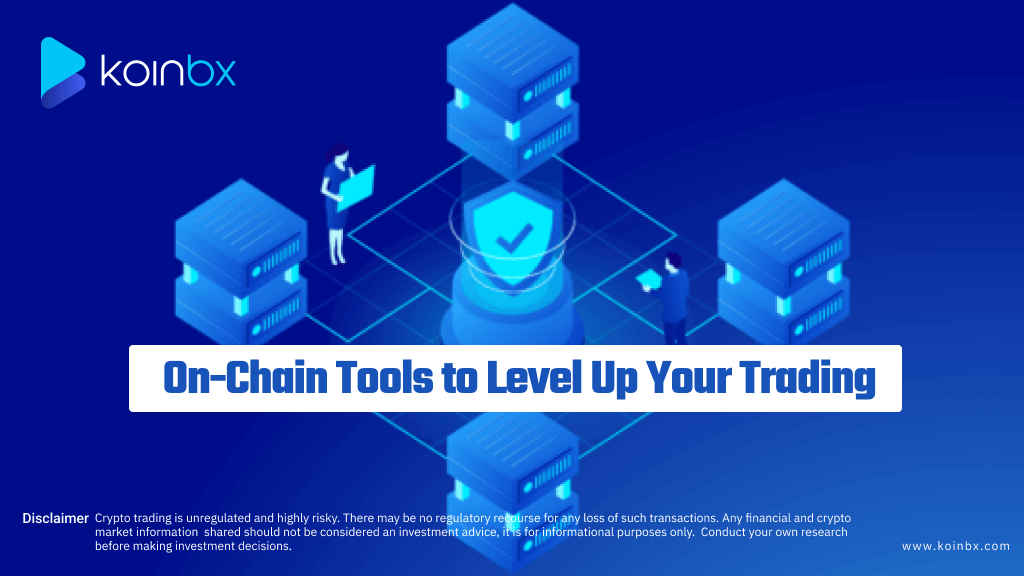 koinbx
On-Chain Tools to Level Up Your Trading
Disclaimer Crypto trading is unregulated and highly risky. There may be no regulatory recourse for any loss of such transactions. Any financial and crypto
market information shared should not be considered an investment advice, it is for informational purposes only. Conduct your own research
before making investment decisions.
www.koinbx.com